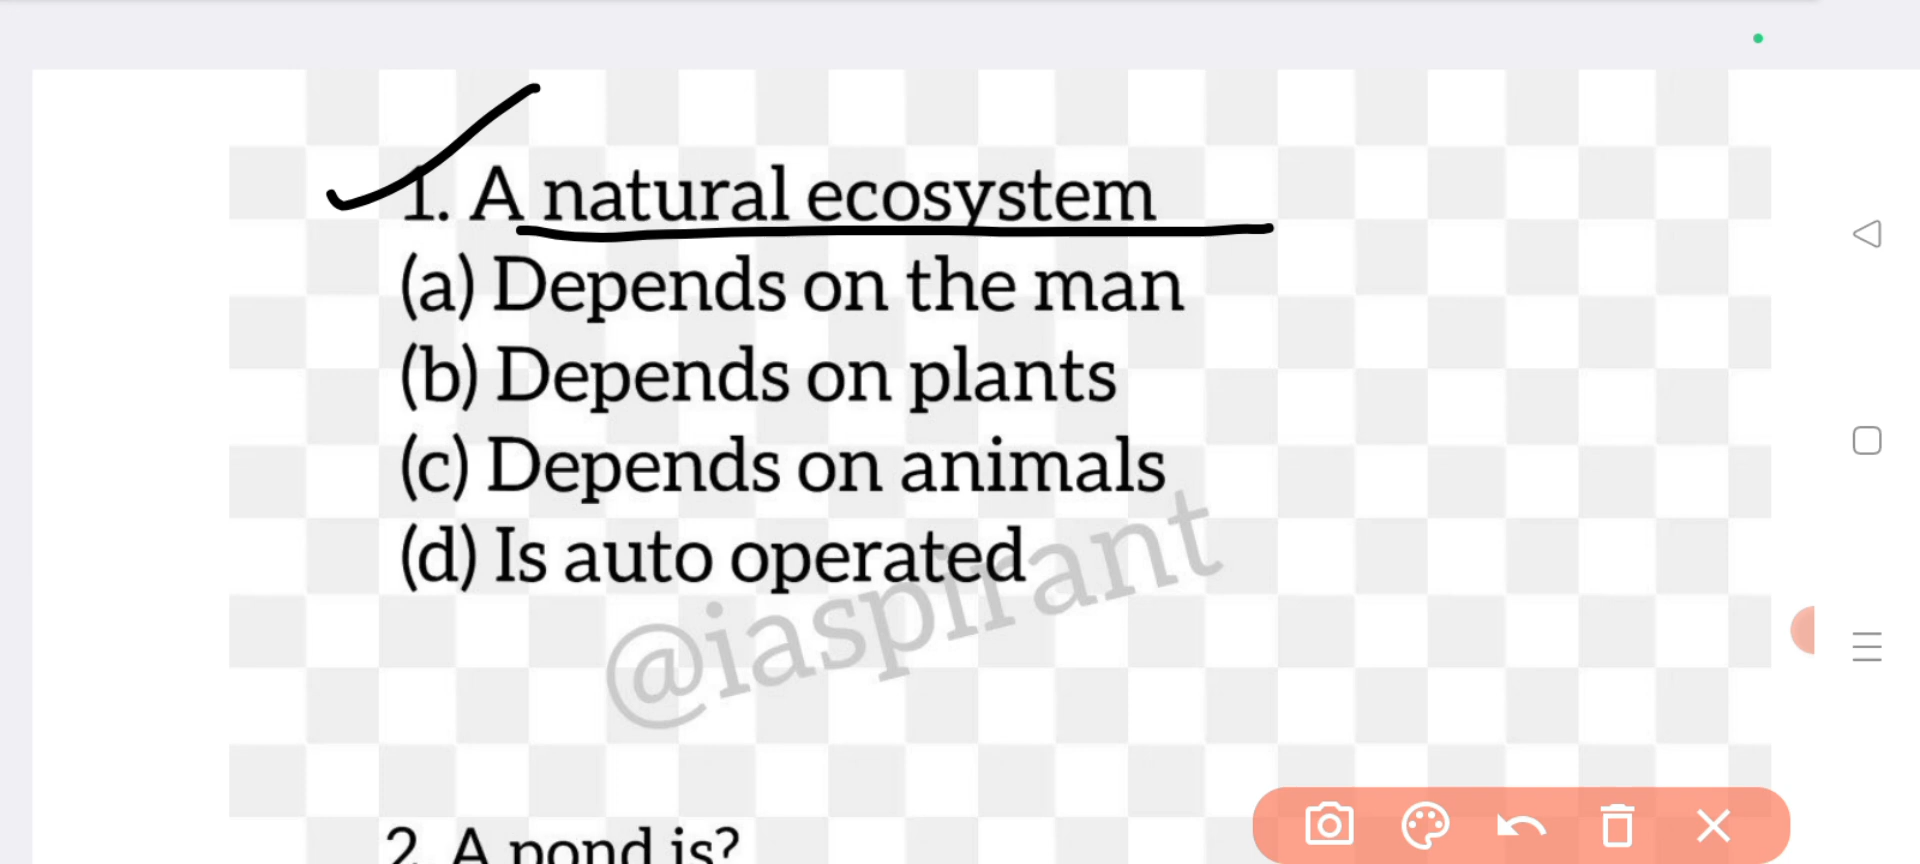 1. A natural ecosystem
(a) Depends on the man
(b) Depends on plants
(c) Depends on animals
(d) Is auto operated
@iaspirant
2. A pond is?